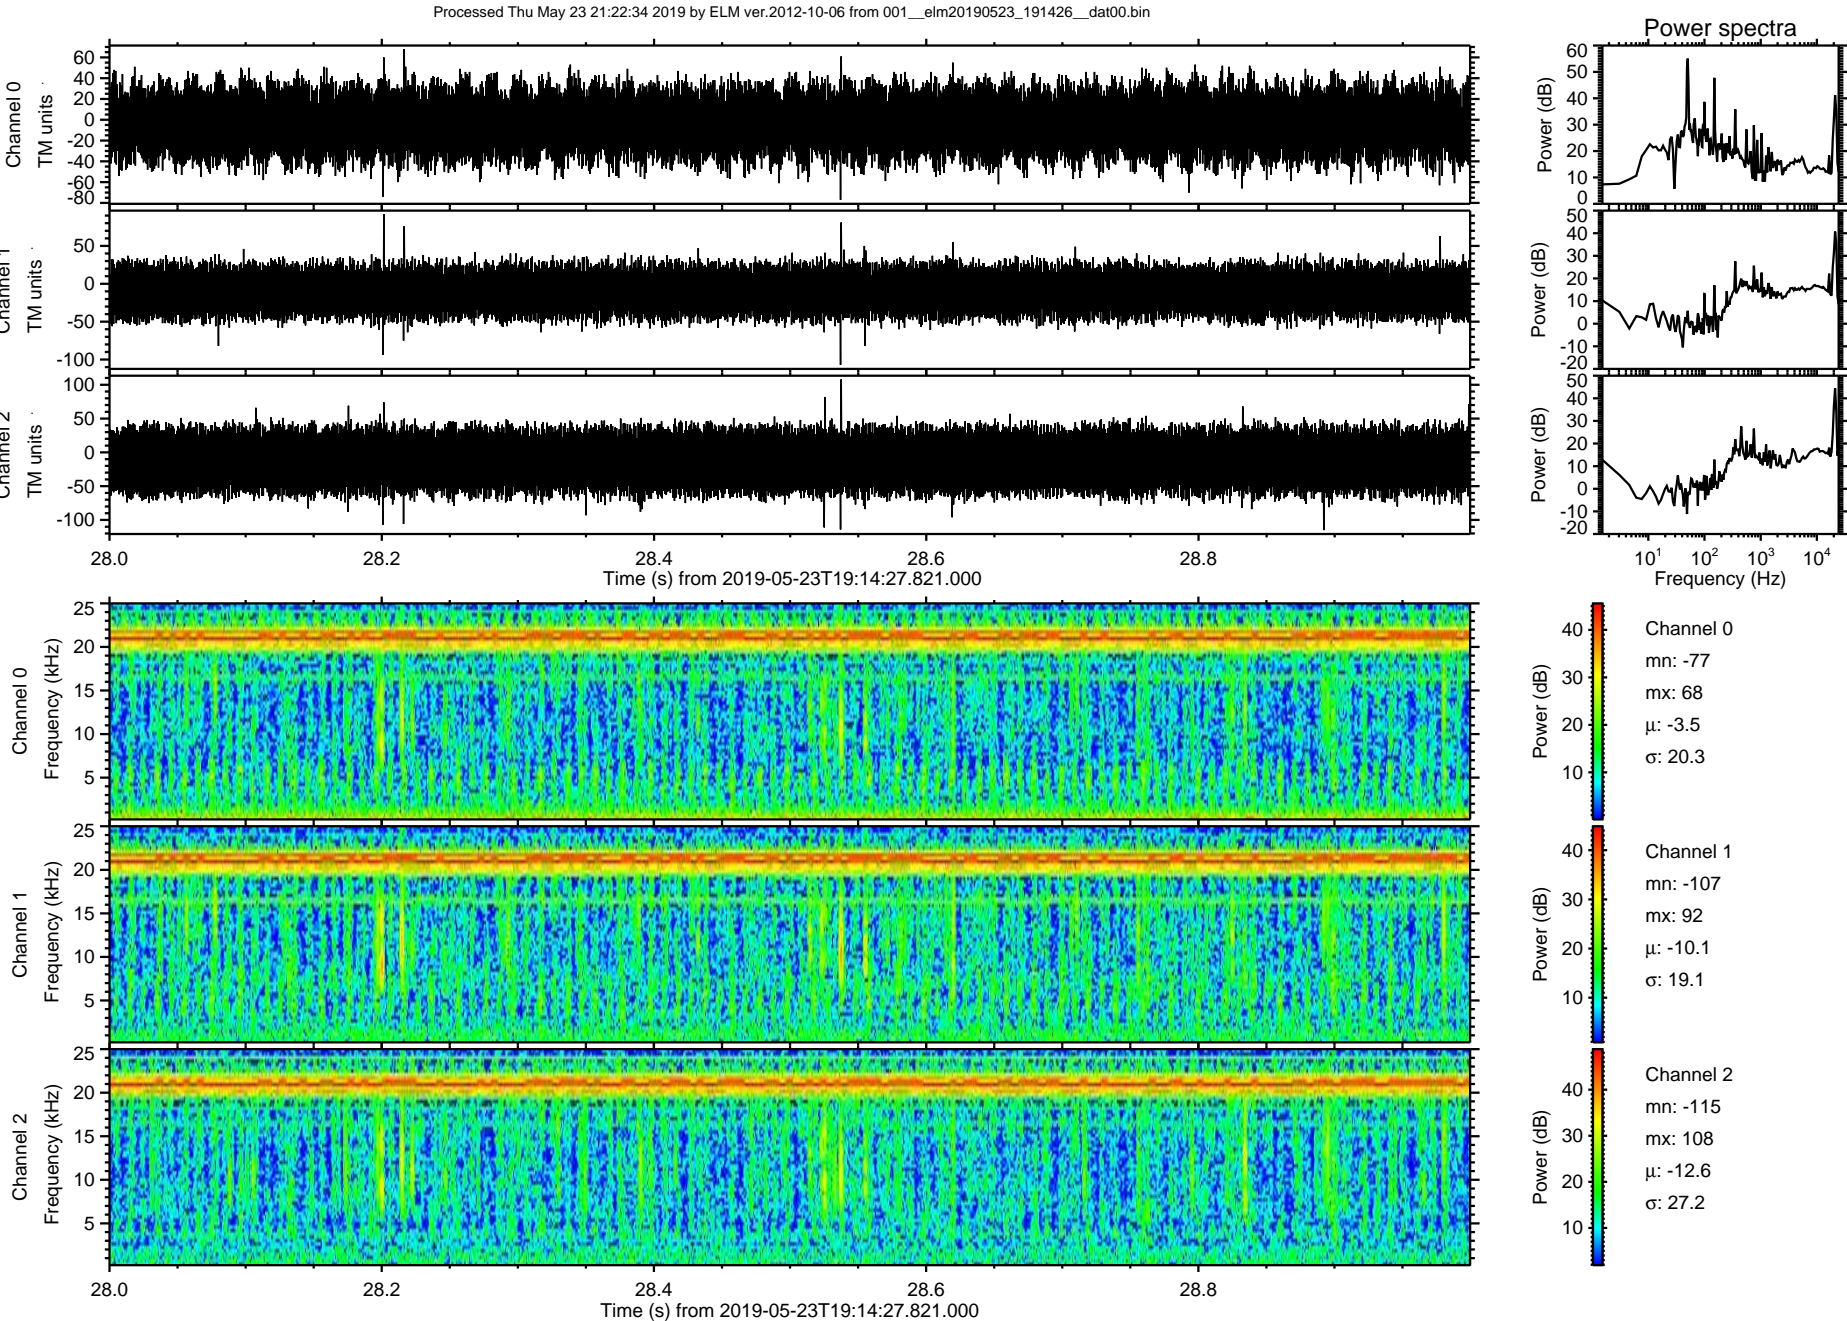 Processed Thu May 23 21:22:34 2019 by ELM ver.2012-10-06 from 001__elm20190523_191426__dat00.bin
Power spectra
Channel 0
TM units
60
40
20
0
-20
-40
-60
-80
Power (dB)
60
50
40
30
20
10
0
Channel 1
TM units
50
0
-50
-100
Power (dB)
50
40
30
20
10
0
-10
-20
Channel 2
TM units
100
50
0
-50
-100
Power (dB)
50
40
30
20
10
0
-10
-20
28.0 28.2 28.4 28.6 28.8
Time (s) from 2019-05-23T19:14:27.821.000
10¹ 10² 10³ 10⁴
Frequency (Hz)
Channel 0
Frequency (kHz)
25
20
15
10
5
Power (dB)
40
30
20
10
Channel 0
mn: -77
mx: 68
μ: -3.5
σ: 20.3
Channel 1
Frequency (kHz)
25
20
15
10
5
Power (dB)
40
30
20
10
Channel 1
mn: -107
mx: 92
μ: -10.1
σ: 19.1
Channel 2
Frequency (kHz)
25
20
15
10
5
Power (dB)
40
30
20
10
Channel 2
mn: -115
mx: 108
μ: -12.6
σ: 27.2
28.0 28.2 28.4 28.6 28.8
Time (s) from 2019-05-23T19:14:27.821.000